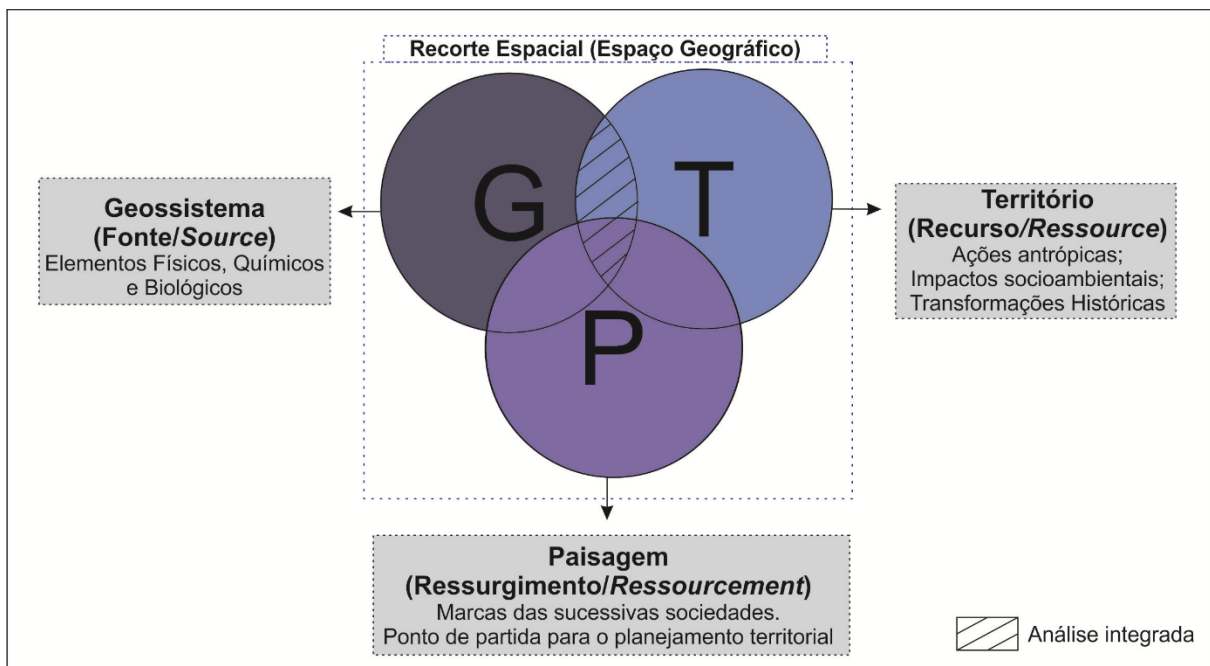 Recorte Espacial (Espaço Geográfico)
G
T
P
Geossistema
(Fonte/Source)
Elementos Físicos, Químicos
e Biológicos
Território
(Recurso/Ressource)
Ações antrópicas;
Impactos socioambientais;
Transformações Históricas
Paisagem
(Ressurgimento/Ressourcement)
Marcas das sucessivas sociedades.
Ponto de partida para o planejamento territorial
Análise integrada